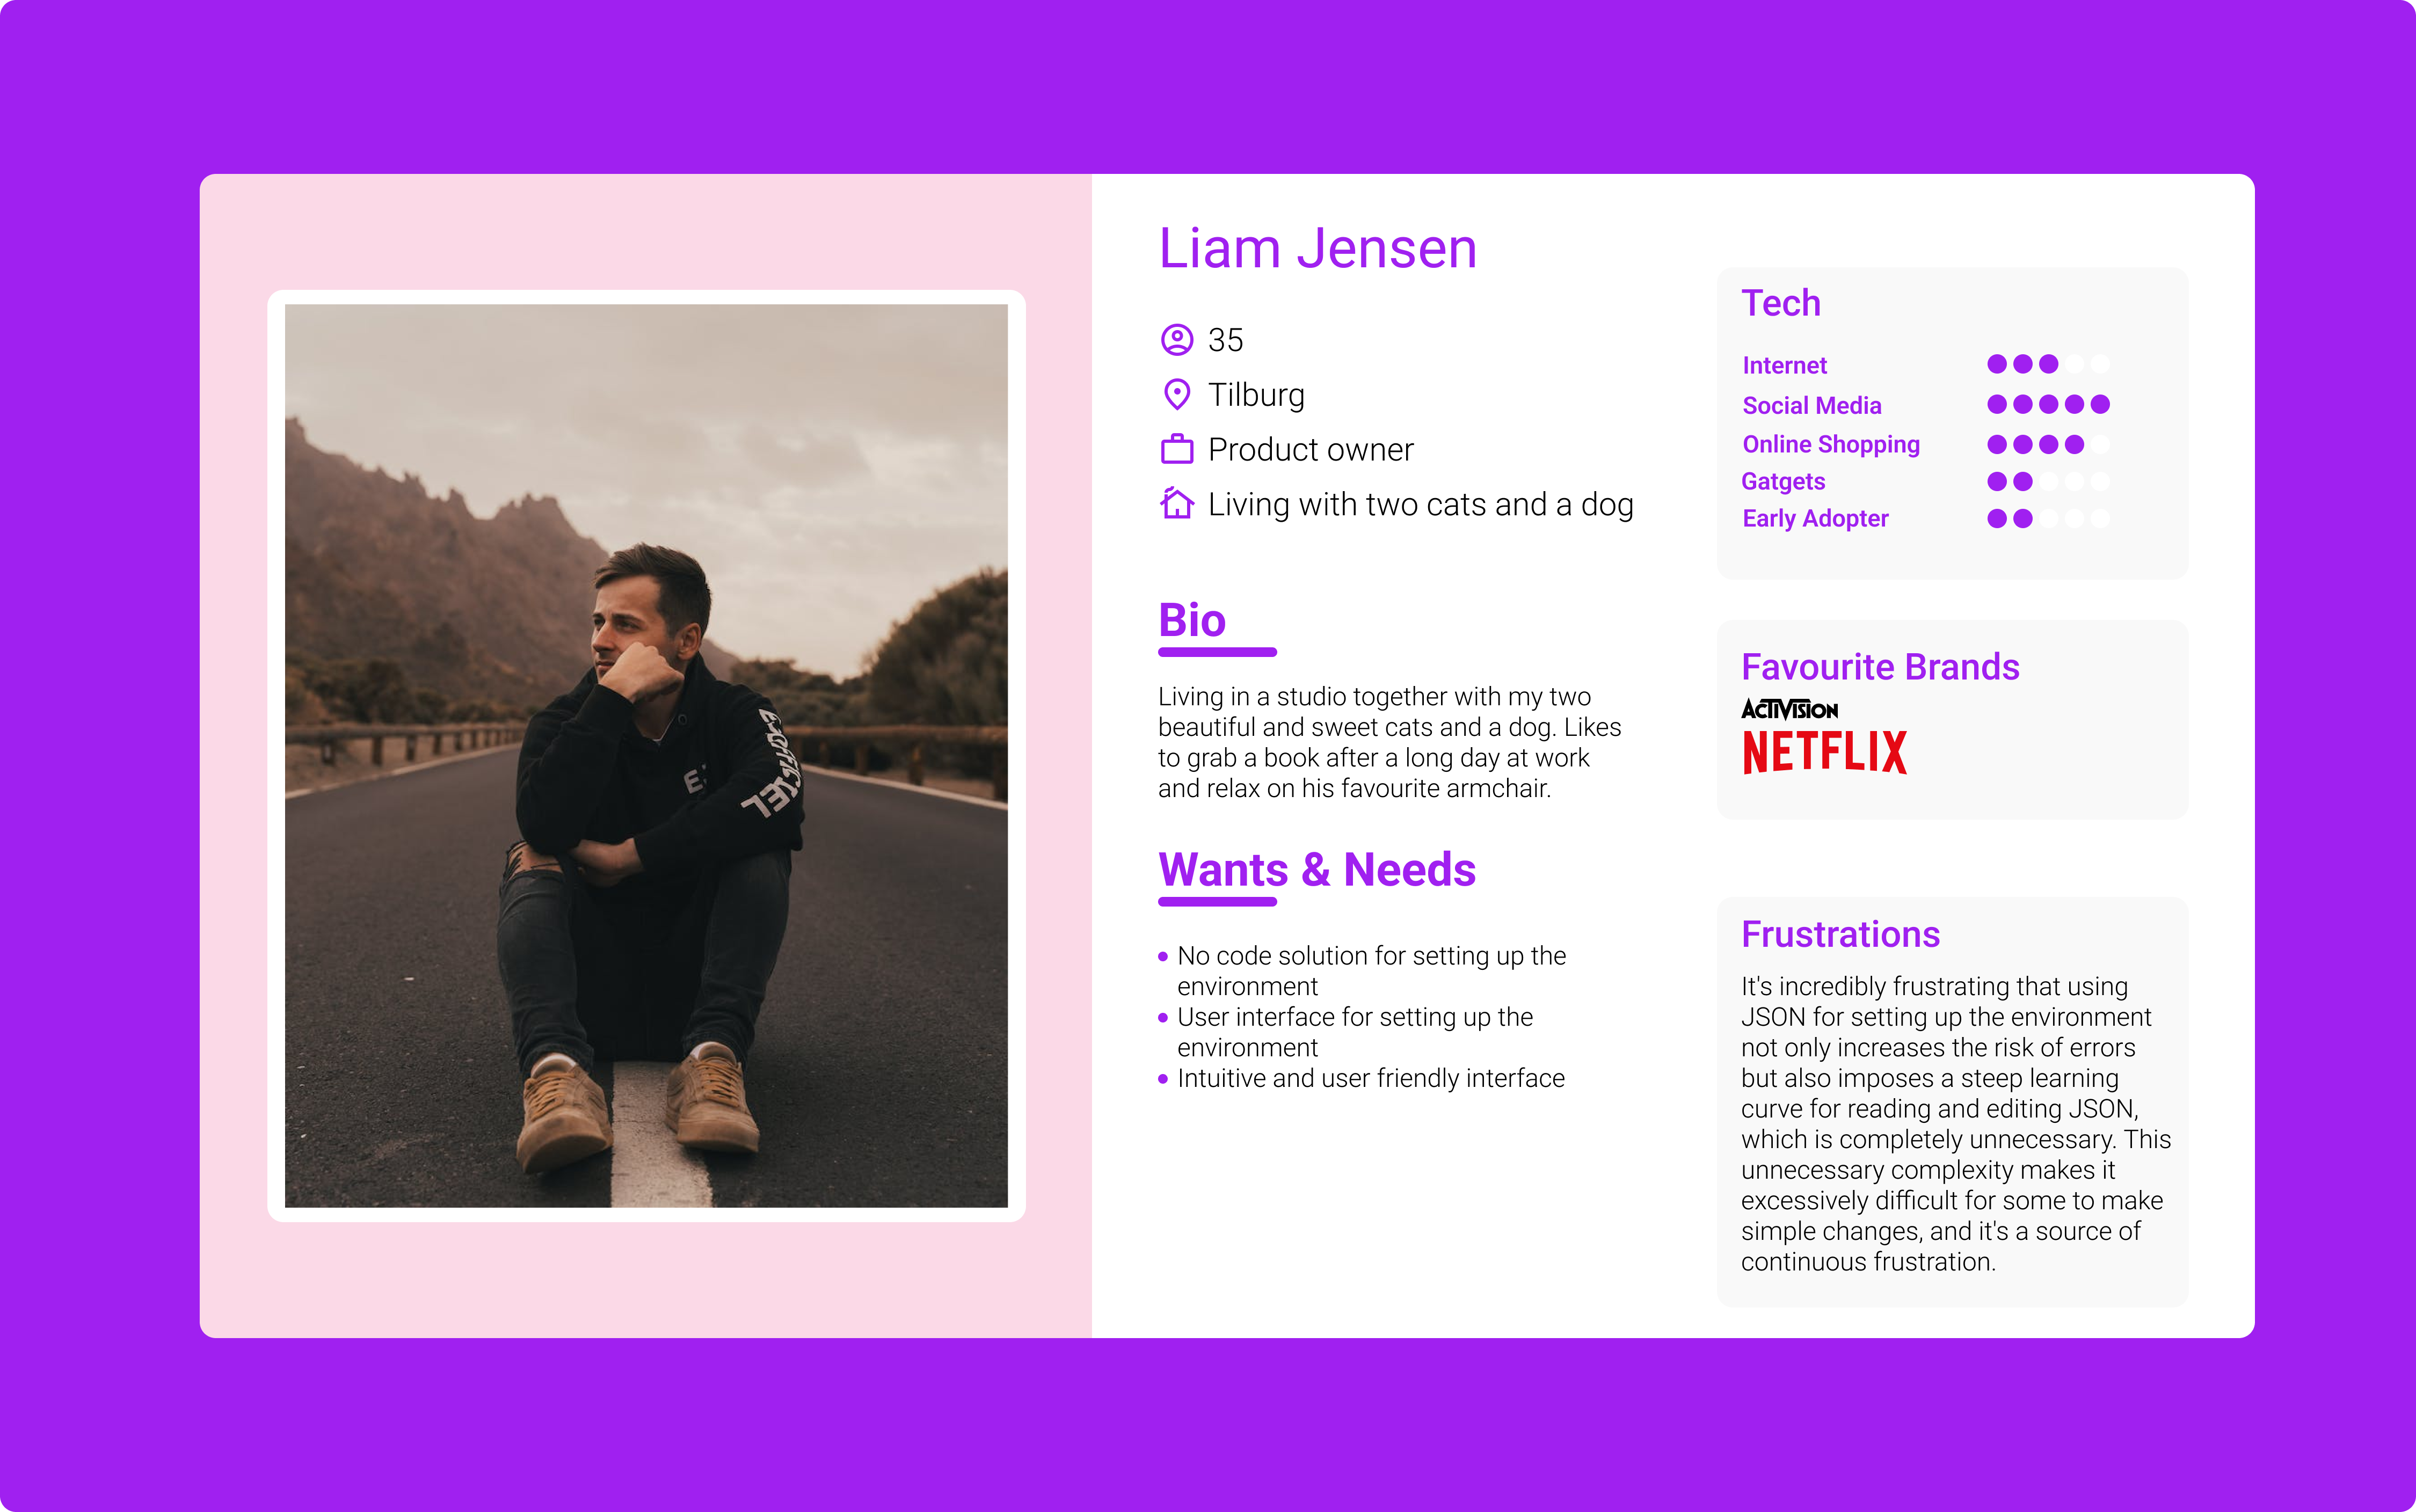 Liam Jensen
35
Tilburg
Product owner
Living with two cats and a dog
Bio
Living in a studio together with my two
beautiful and sweet cats and a dog. Likes
to grab a book after a long day at work
and relax on his favourite armchair.
Wants & Needs
No code solution for setting up the
environment
User interface for setting up the
environment
Intuitive and user friendly interface
Tech
Internet
Social Media
Online Shopping
Gatgets
Early Adopter
Favourite Brands
ACTIVISION
NETFLIX
Frustrations
It's incredibly frustrating that using
JSON for setting up the environment
not only increases the risk of errors
but also imposes a steep learning
curve for reading and editing JSON,
which is completely unnecessary. This
unnecessary complexity makes it
excessively difficult for some to make
simple changes, and it's a source of
continuous frustration.